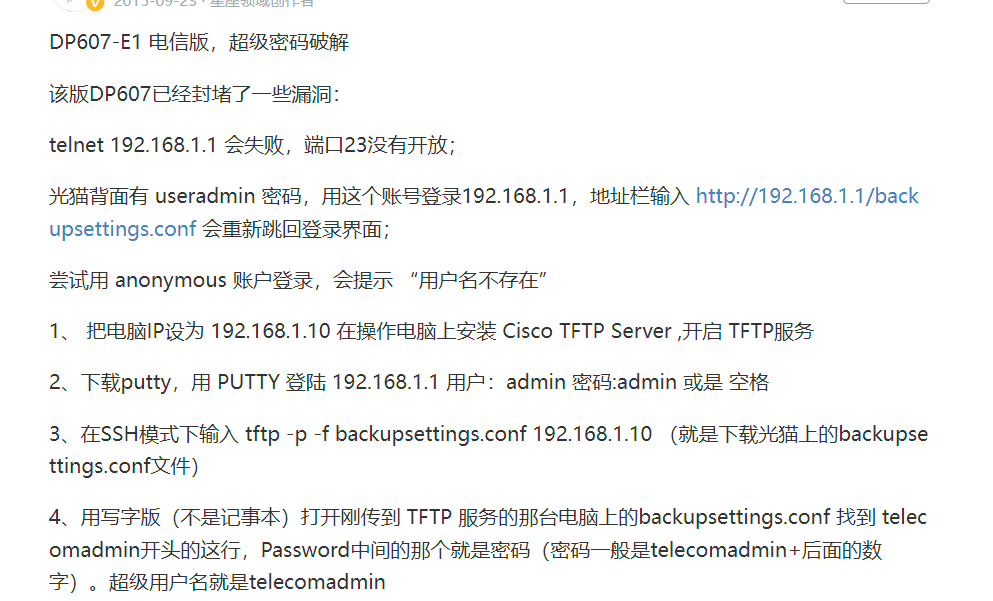 2015-09-23 · 星座领域创作者
DP607-E1 电信版，超级密码破解
该版DP607已经封堵了一些漏洞：
telnet 192.168.1.1 会失败，端口23没有开放；
光猫背面有 useradmin 密码，用这个账号登录192.168.1.1，地址栏输入 http://192.168.1.1/back
upsettings.conf 会重新跳回登录界面；
尝试用 anonymous 账户登录，会提示 “用户名不存在”
1、 把电脑IP设为 192.168.1.10 在操作电脑上安装 Cisco TFTP Server ,开启 TFTP服务
2、下载putty，用 PUTTY 登陆 192.168.1.1 用户：admin 密码:admin 或是 空格
3、在SSH模式下输入 tftp -p -f backupsettings.conf 192.168.1.10 （就是下载光猫上的backupse
ttings.conf文件）
4、用写字版（不是记事本）打开刚传到 TFTP 服务的那台电脑上的backupsettings.conf 找到 telec
omadmin开头的这行，Password中间的那个就是密码（密码一般是telecomadmin+后面的数
字）。超级用户名就是telecomadmin